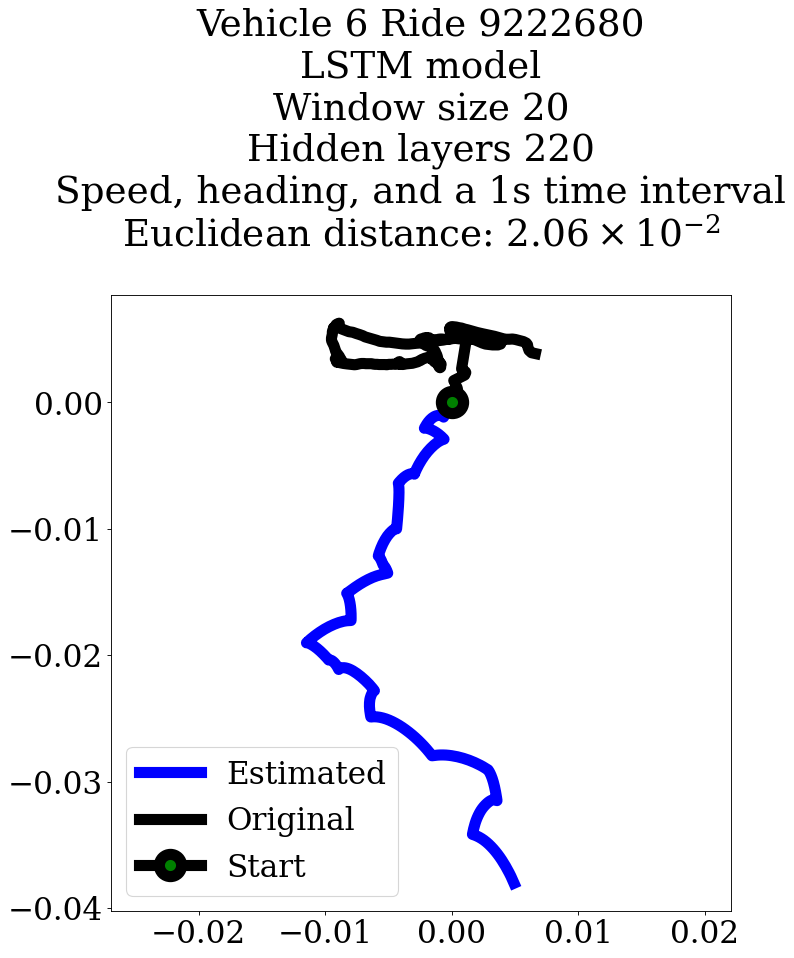 Vehicle 6 Ride 9222680
LSTM model
Window size 20
Hidden layers 220
Speed, heading, and a 1s time interval
Euclidean distance: 2.06 × 10⁻²
0.00
−0.01
−0.02
−0.03
−0.04
Estimated
Original
Start
−0.02 −0.01 0.00 0.01 0.02